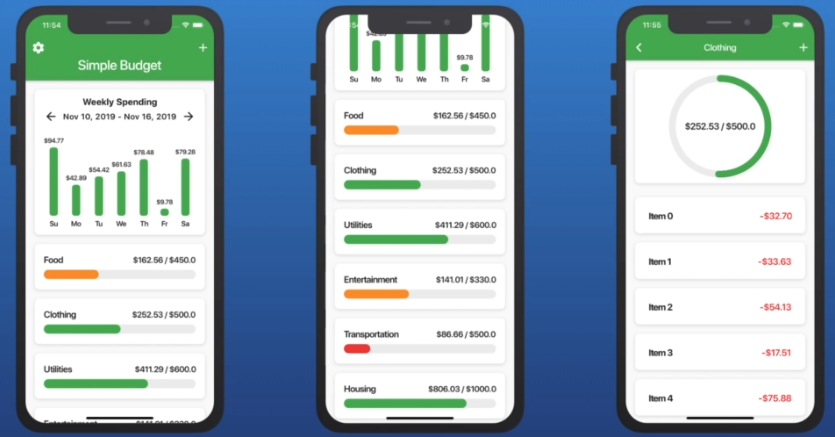 11:54
Simple Budget
+
Weekly Spending
← Nov 10, 2019 - Nov 16, 2019 →
$94.77
$42.89
$54.42
$61.63
$78.48
$9.78
$79.28
Su Mo Tu We Th Fr Sa
Food $162.56 / $450.0
Clothing $252.53 / $500.0
Utilities $411.29 / $600.0
$9.78
Su Mo Tu We Th Fr Sa
Food $162.56 / $450.0
Clothing $252.53 / $500.0
Utilities $411.29 / $600.0
Entertainment $141.01 / $330.0
Transportation $86.66 / $500.0
Housing $806.03 / $1000.0
11:55
Clothing
+
$252.53 / $500.0
Item 0 -$32.70
Item 1 -$33.63
Item 2 -$54.13
Item 3 -$17.51
Item 4 -$75.88